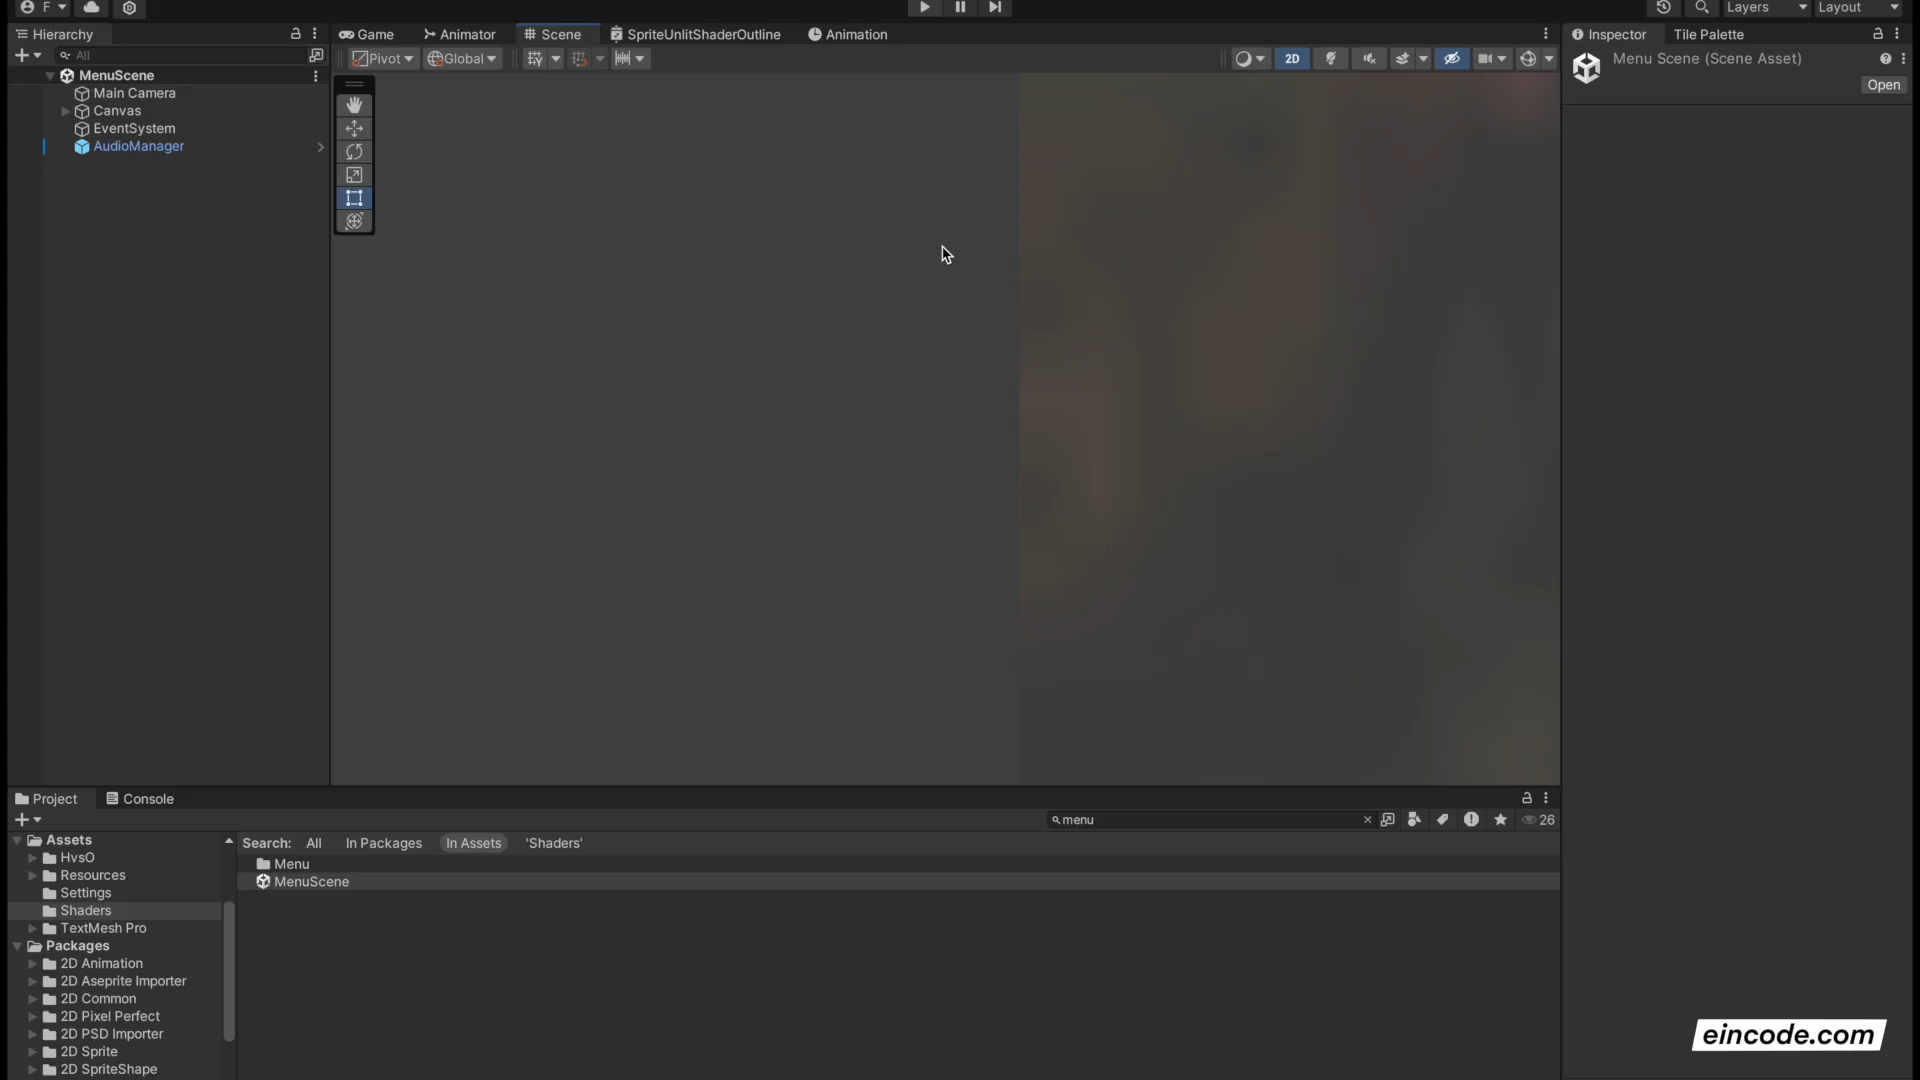 F
Layers
Layout
Hierarchy
Game
Animator
Scene
SpriteUnlitShaderOutline
Animation
Inspector
Tile Palette
All
Pivot
Global
2D
Menu Scene (Scene Asset)
Open
MenuScene
Main Camera
Canvas
EventSystem
AudioManager
Project
Console
menu
26
Assets
HvsO
Resources
Settings
Shaders
TextMesh Pro
Packages
2D Animation
2D Aseprite Importer
2D Common
2D Pixel Perfect
2D PSD Importer
2D Sprite
2D SpriteShape
Search:
All
In Packages
In Assets
'Shaders'
Menu
MenuScene
eincode.com